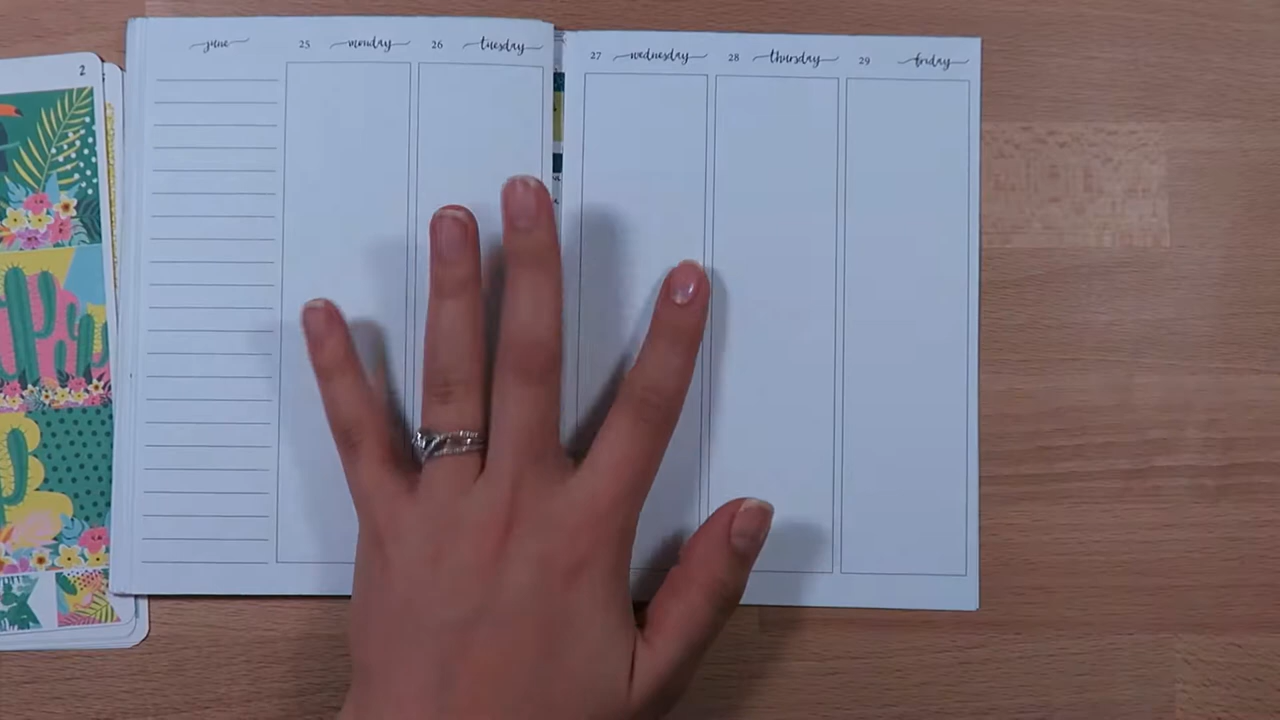 2
june
25 monday
26 tuesday
27 wednesday
28 thursday
29 friday